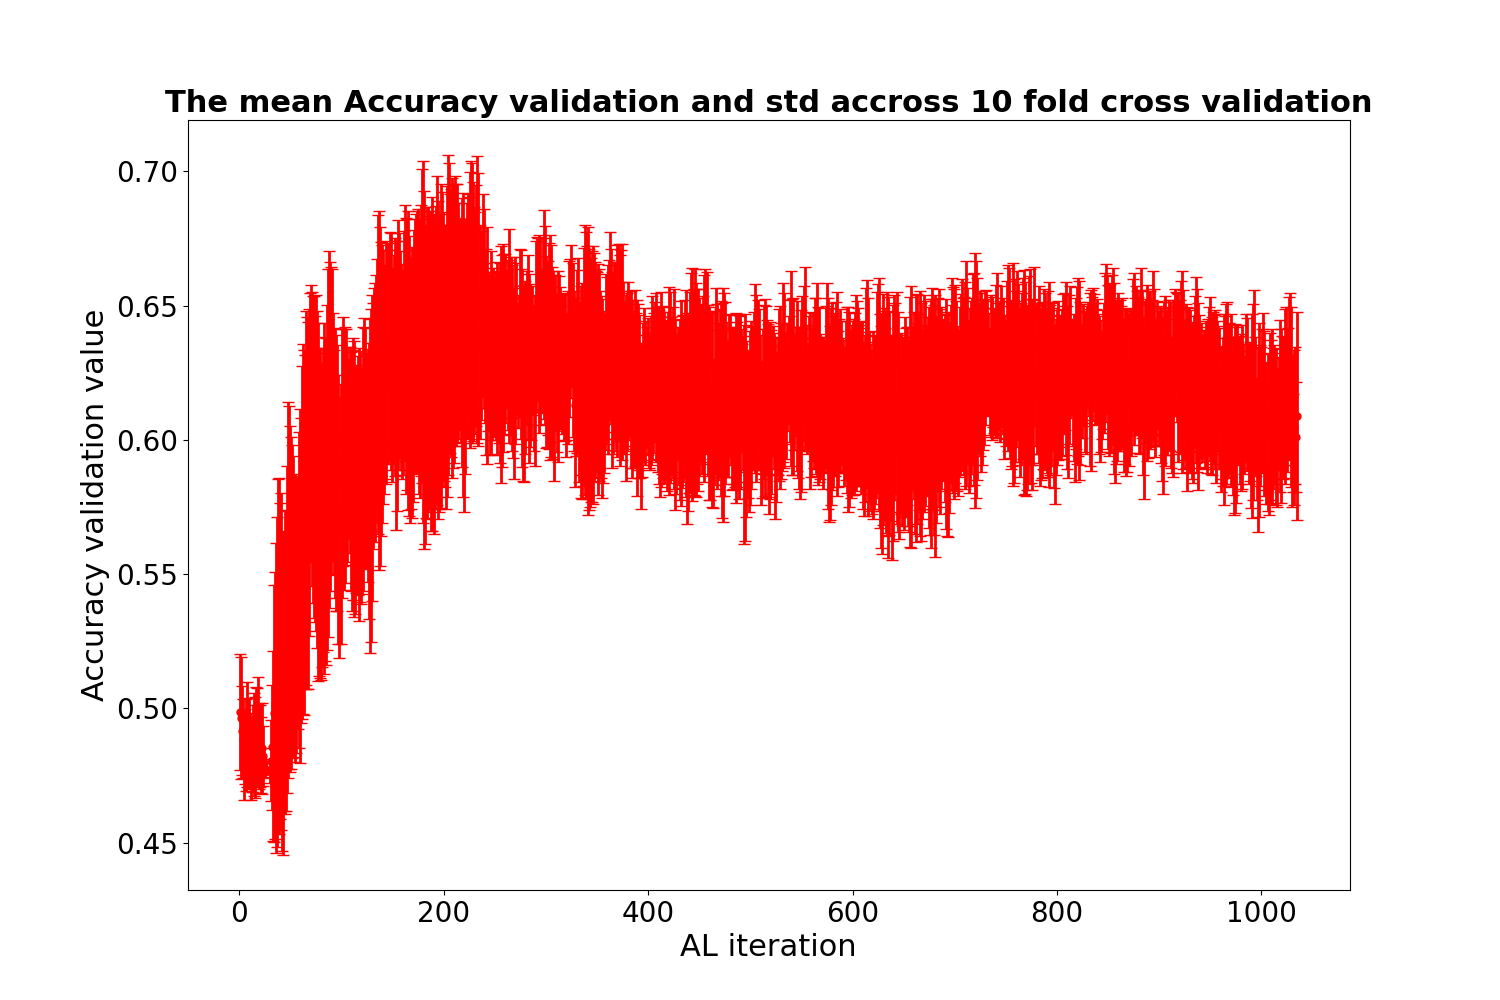 The mean Accuracy validation and std accross 10 fold cross validation
Accuracy validation value
0.70
0.65
0.60
0.55
0.50
0.45
0 200 400 600 800 1000
AL iteration